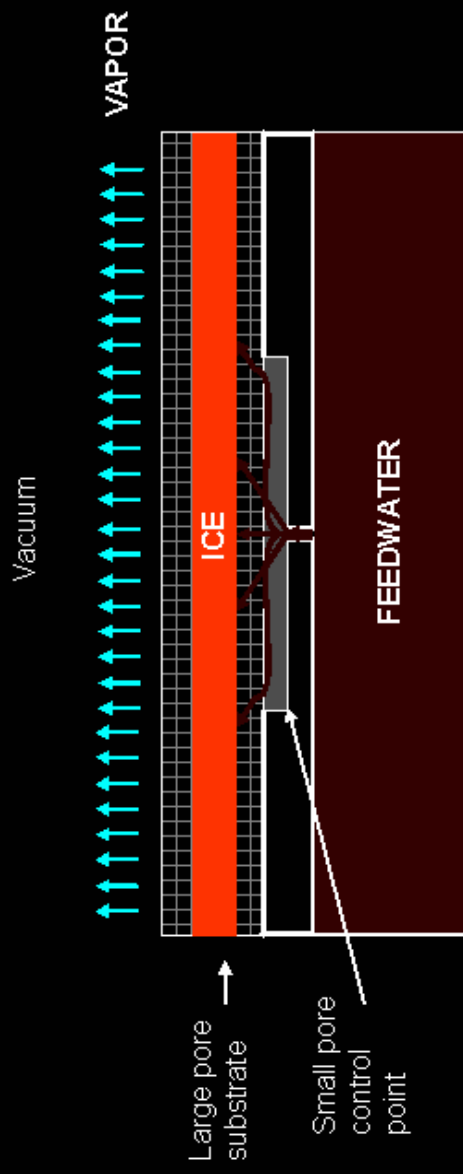 Vacuum
VAPOR
ICE
Large pore
substrate
FEEDWATER
Small pore
control
point